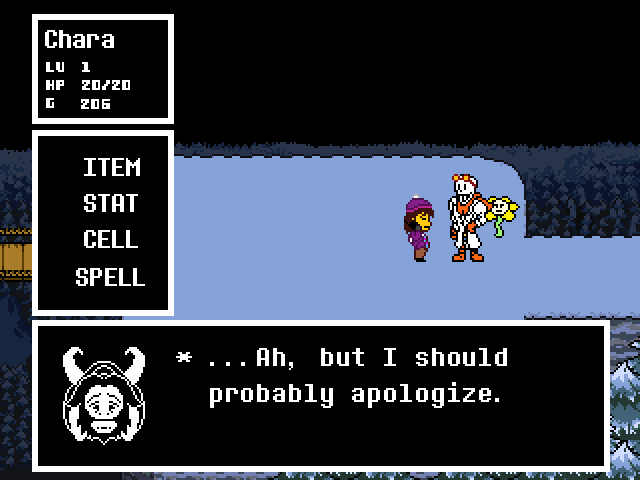 Chara
LV 1
HP 20/20
G 206
ITEM
STAT
CELL
SPELL
* ...Ah, but I should
probably apologize.